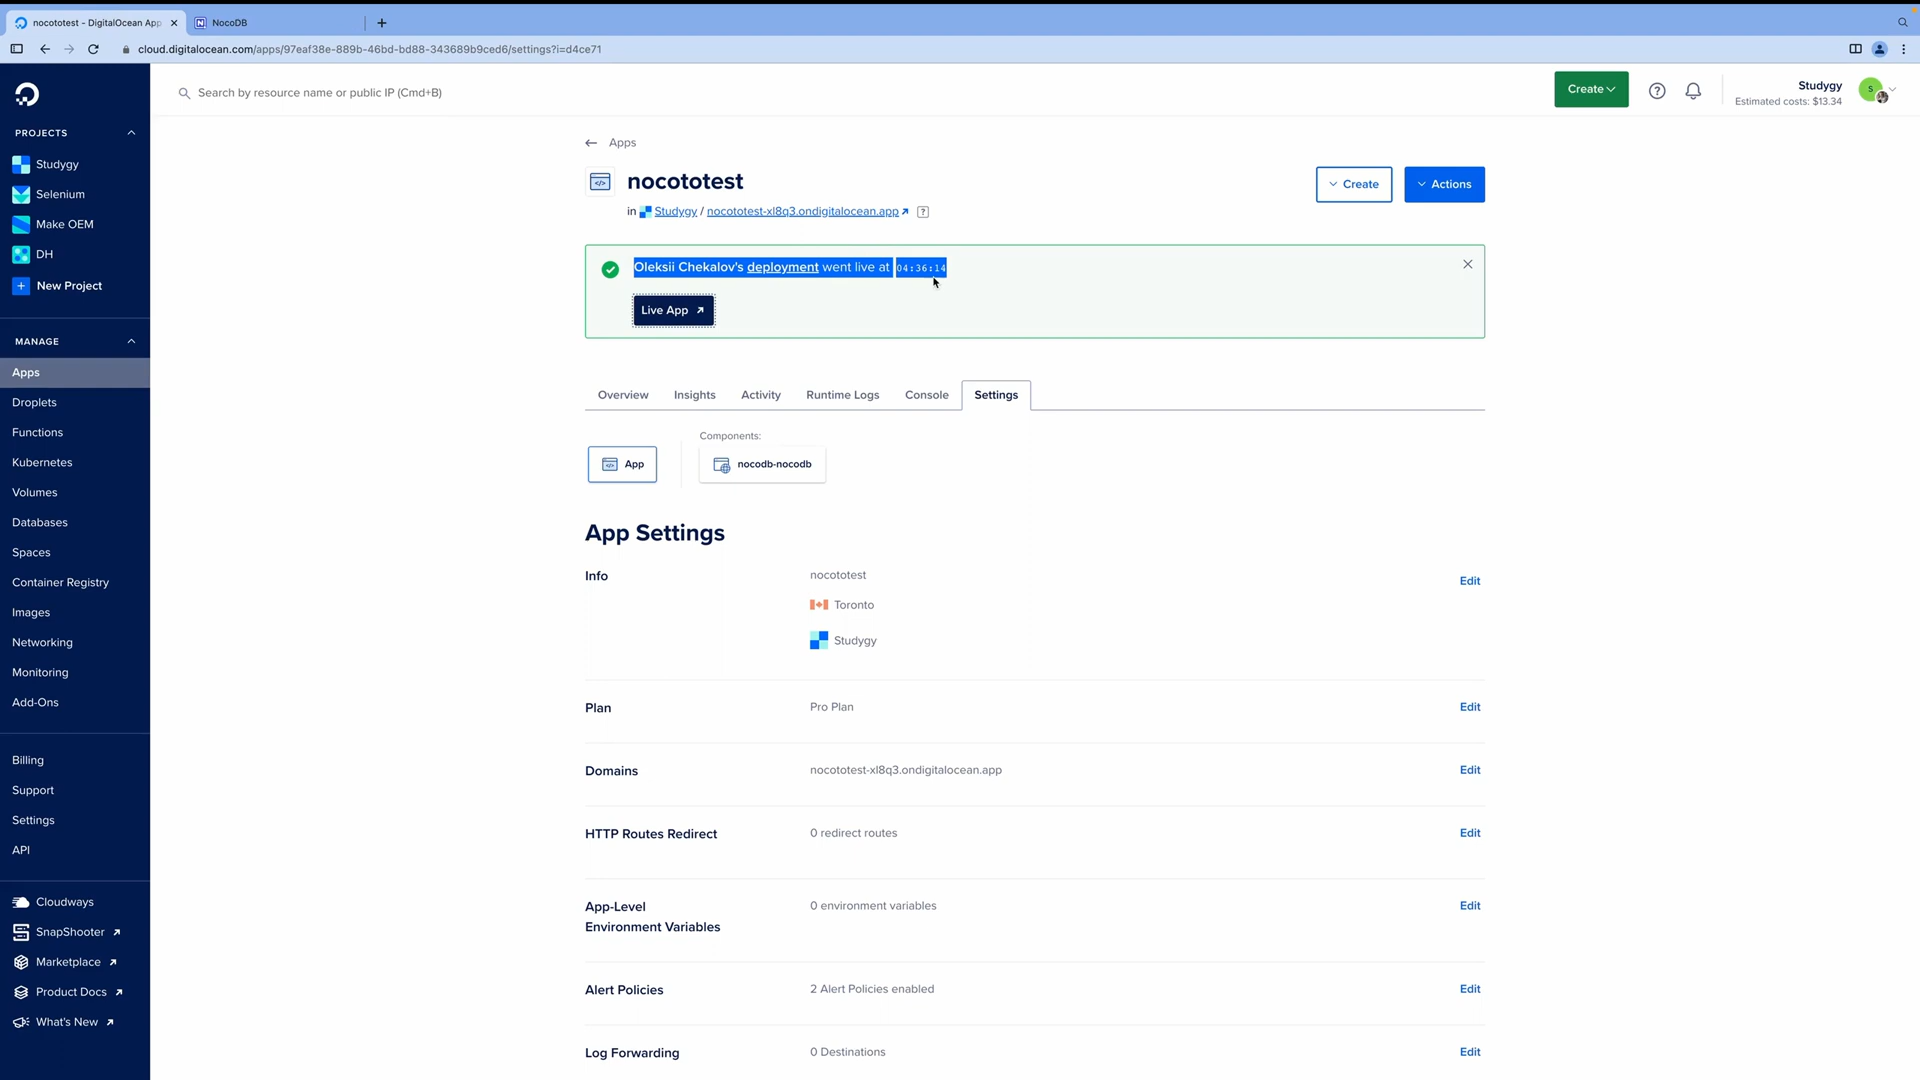 nocototest - DigitalOcean App
NocoDB
cloud.digitalocean.com/apps/97eaf38e-889b-46bd-bd88-343689b9ced6/settings?i=d4ce71
Search by resource name or public IP (Cmd+B)
Create
Studygy
Estimated costs: $13.34
S
PROJECTS
Studygy
Selenium
Make OEM
DH
New Project
MANAGE
Apps
Droplets
Functions
Kubernetes
Volumes
Databases
Spaces
Container Registry
Images
Networking
Monitoring
Add-Ons
Billing
Support
Settings
API
Cloudways
SnapShooter
Marketplace
Product Docs
What's New
Apps
nocototest
in Studygy / nocototest-xl8q3.ondigitalocean.app ?
Create
Actions
Oleksii Chekalov's deployment went live at 04:36:14
Live App
Overview
Insights
Activity
Runtime Logs
Console
Settings
Components:
App
nocodb-nocodb
App Settings
Info
nocototest
Edit
Toronto
Studygy
Plan
Pro Plan
Edit
Domains
nocototest-xl8q3.ondigitalocean.app
Edit
HTTP Routes Redirect
0 redirect routes
Edit
App-Level
Environment Variables
0 environment variables
Edit
Alert Policies
2 Alert Policies enabled
Edit
Log Forwarding
0 Destinations
Edit